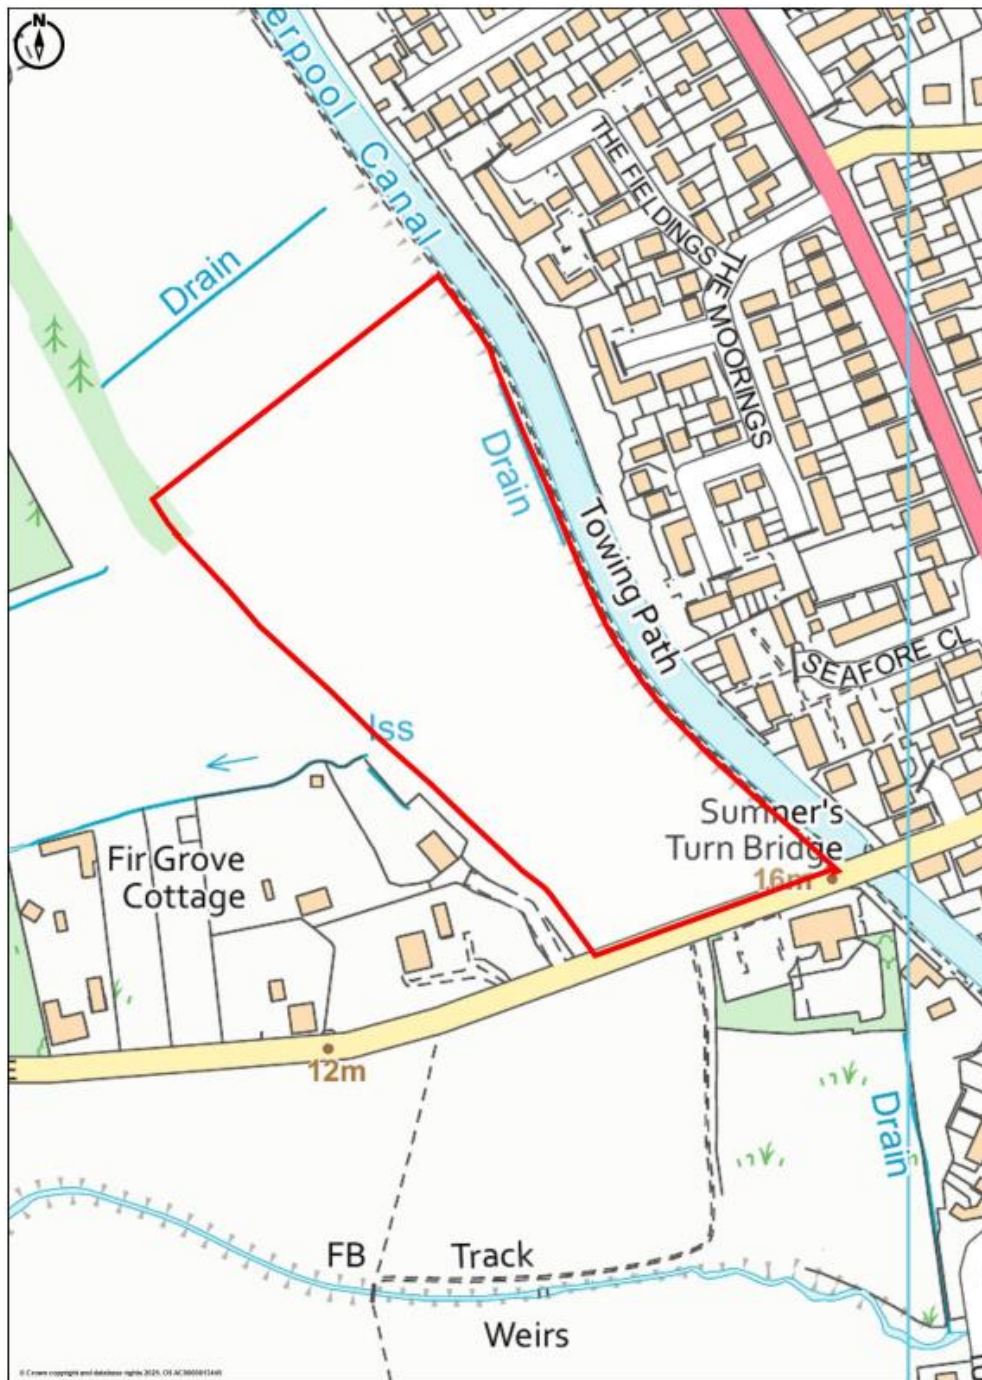 N
erpool Canal
THE FIELDINGS
THE MOORINGS
Drain
Drain
Towing Path
SEAFORE CL
Iss
Sumner's
Turn Bridge
16m
Fir Grove
Cottage
12m
Drain
FB
Track
Weirs